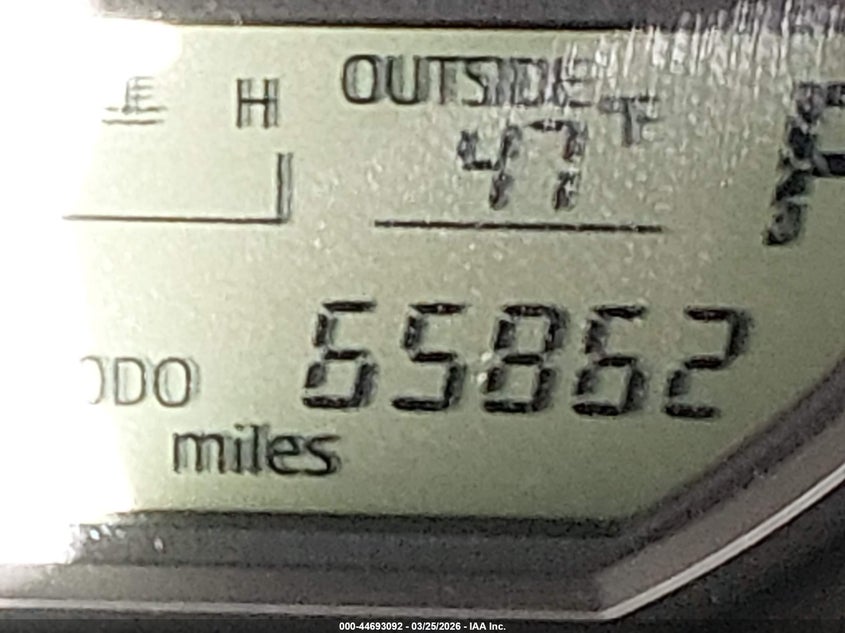 H
OUTSIDE
47°F
P
65862
ODO
miles
000-44693092 - 03/25/2026 - IAA Inc.